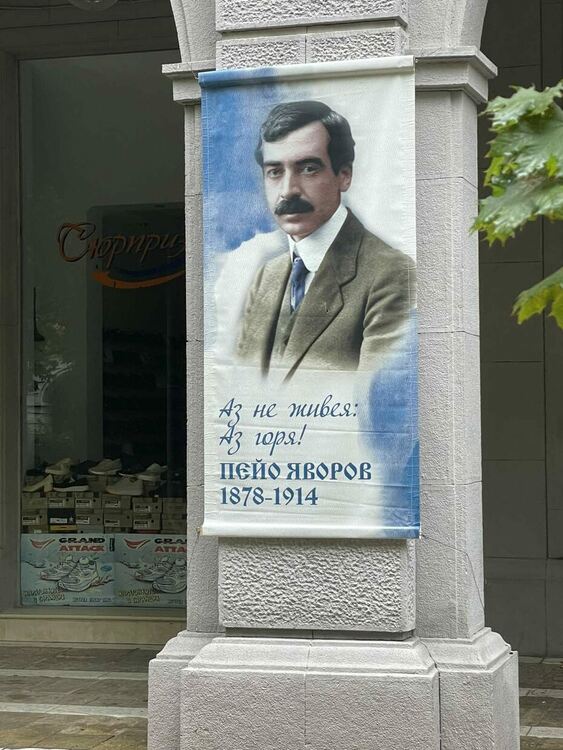 Сюрприз
Аз не живея:
Аз горя!
ПЕЙО ЯВОРОВ
1878-1914
GRAND
ATTACK
GRAND
ATTACK